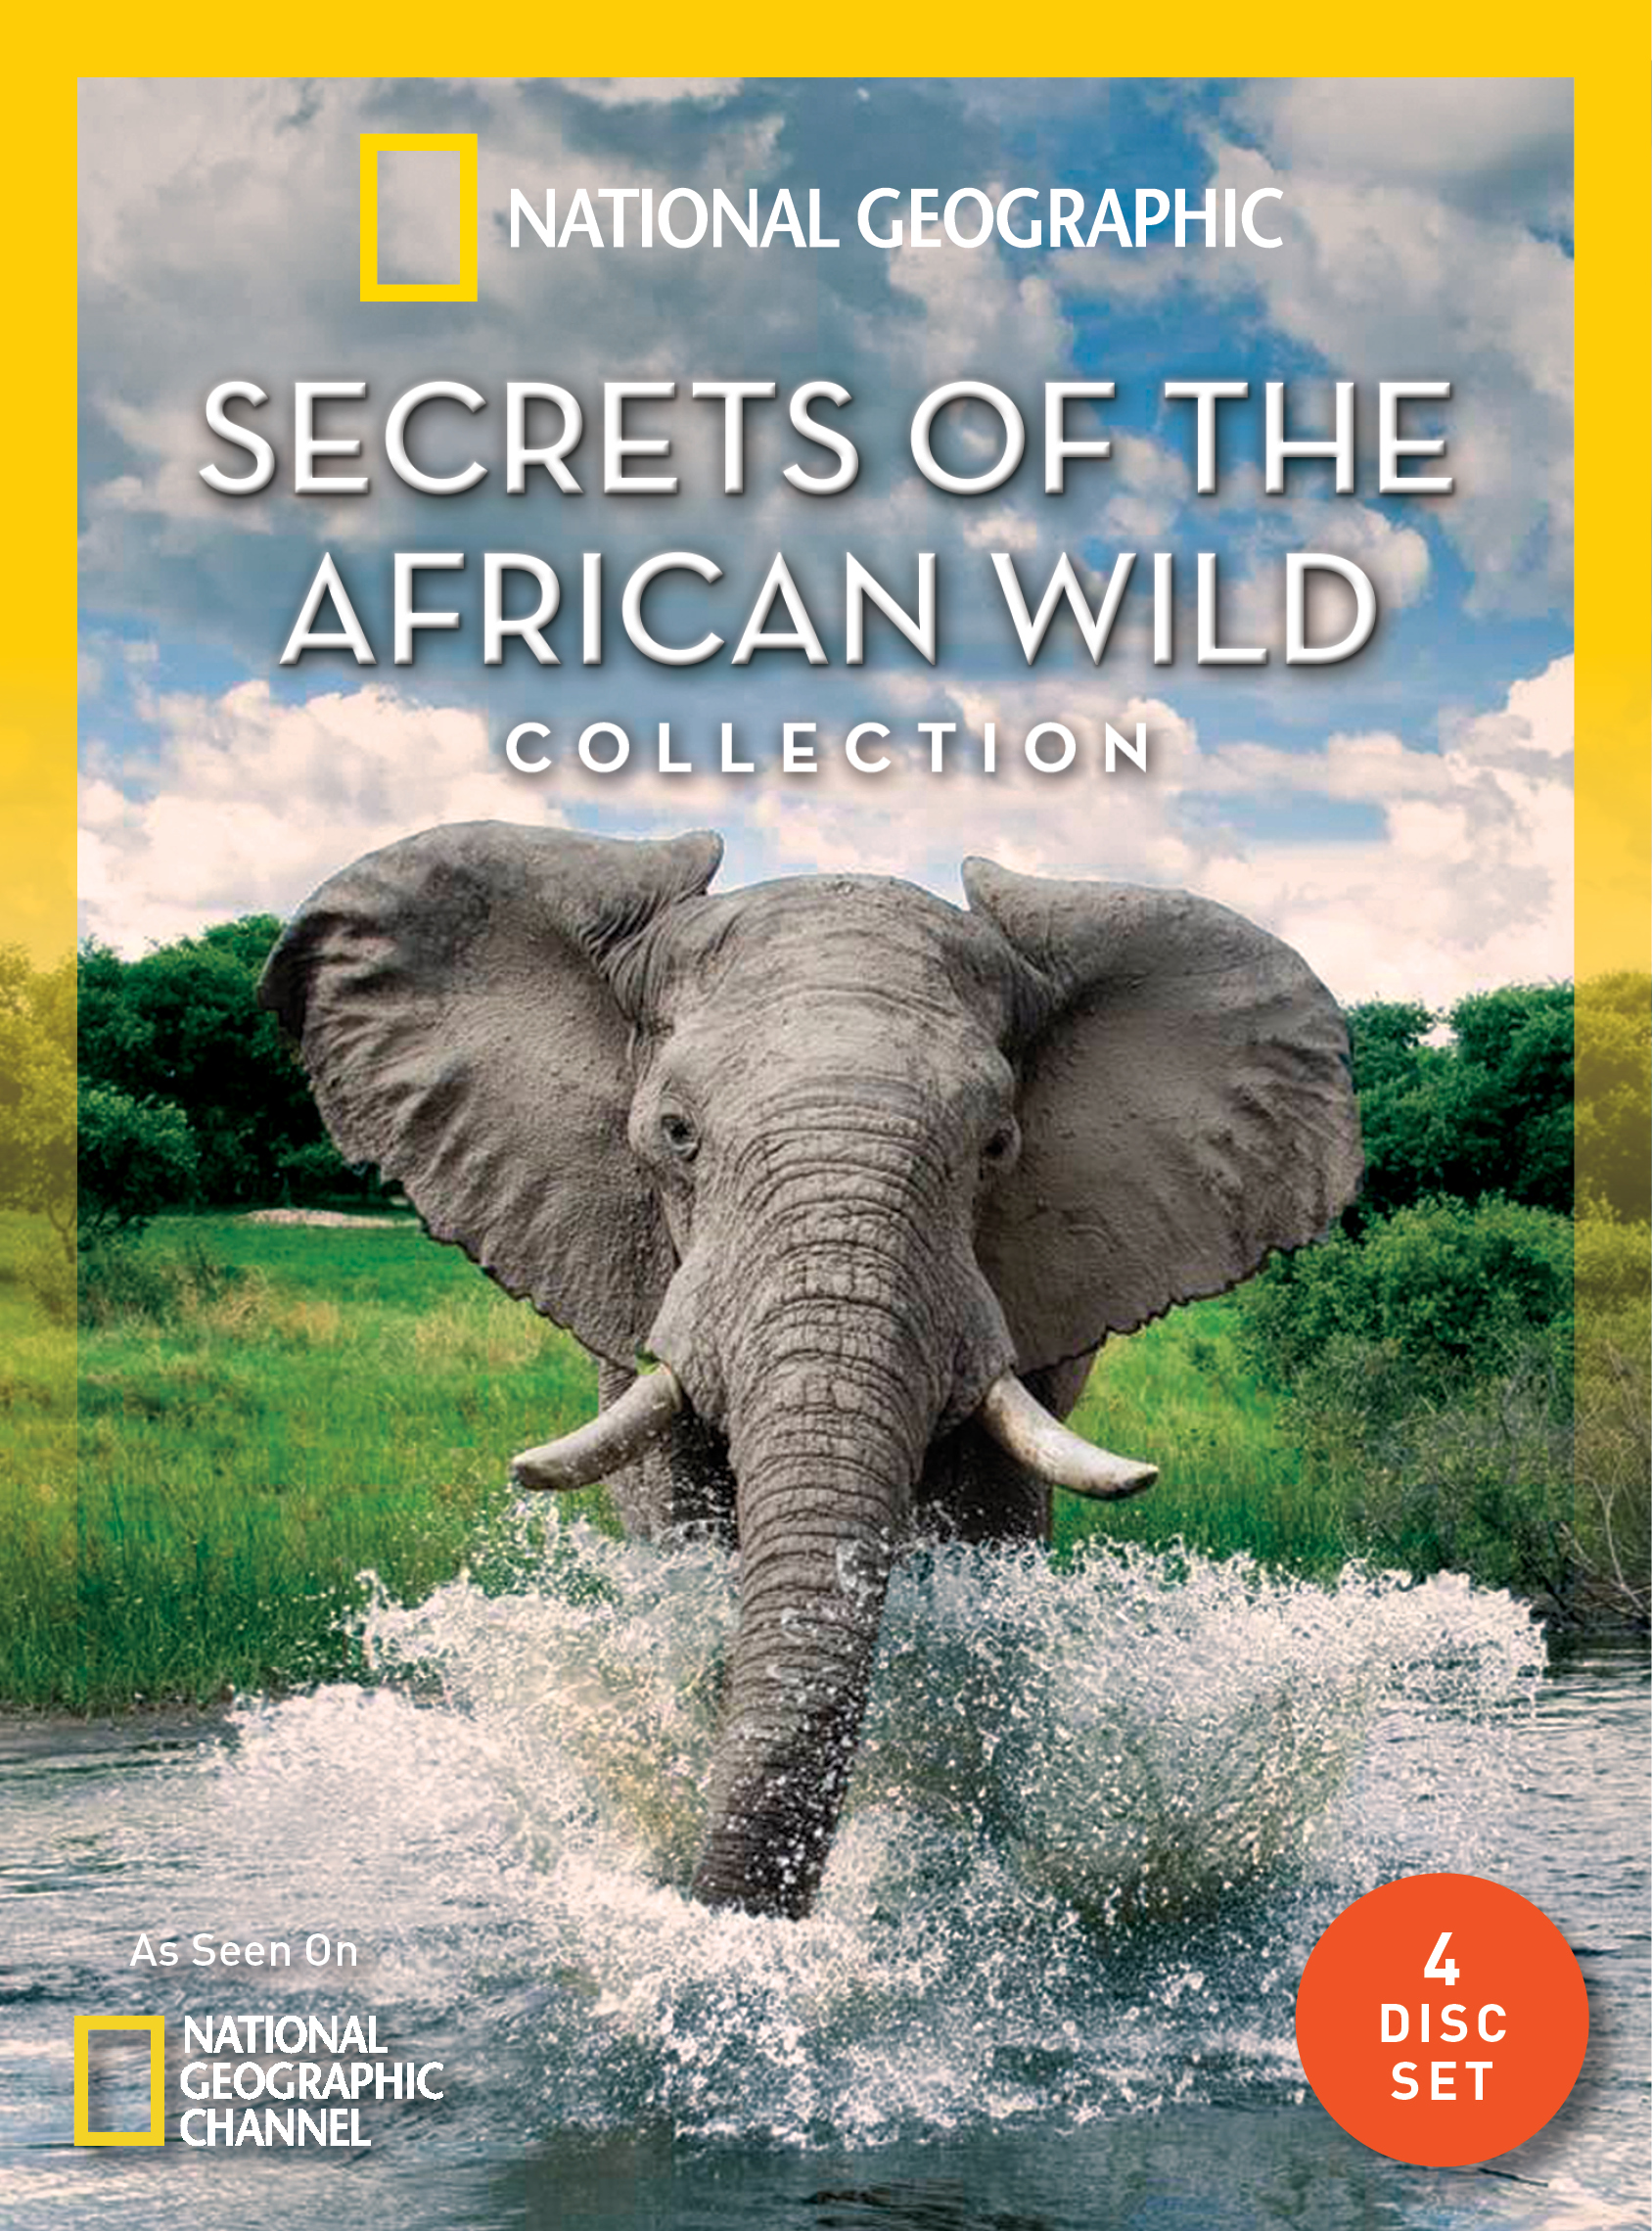 NATIONAL GEOGRAPHIC
SECRETS OF THE
AFRICAN WILD
COLLECTION
As Seen On
NATIONAL
GEOGRAPHIC
CHANNEL
4
DISC
SET